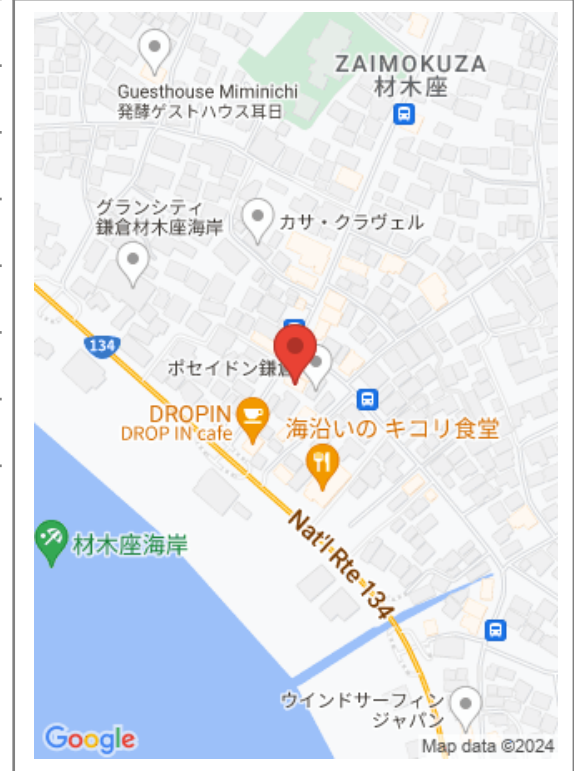 ZAIMOKUZA
材木座
Guesthouse Miminichi
発酵ゲストハウス耳日
グランシティ
鎌倉材木座海岸
カサ・クラヴェル
134
ポセイドン鎌倉
DROPIN
DROP IN cafe
海沿いの キコリ食堂
Nat'l Rte 134
材木座海岸
ウインドサーフィン
ジャパン
Google
Map data ©2024